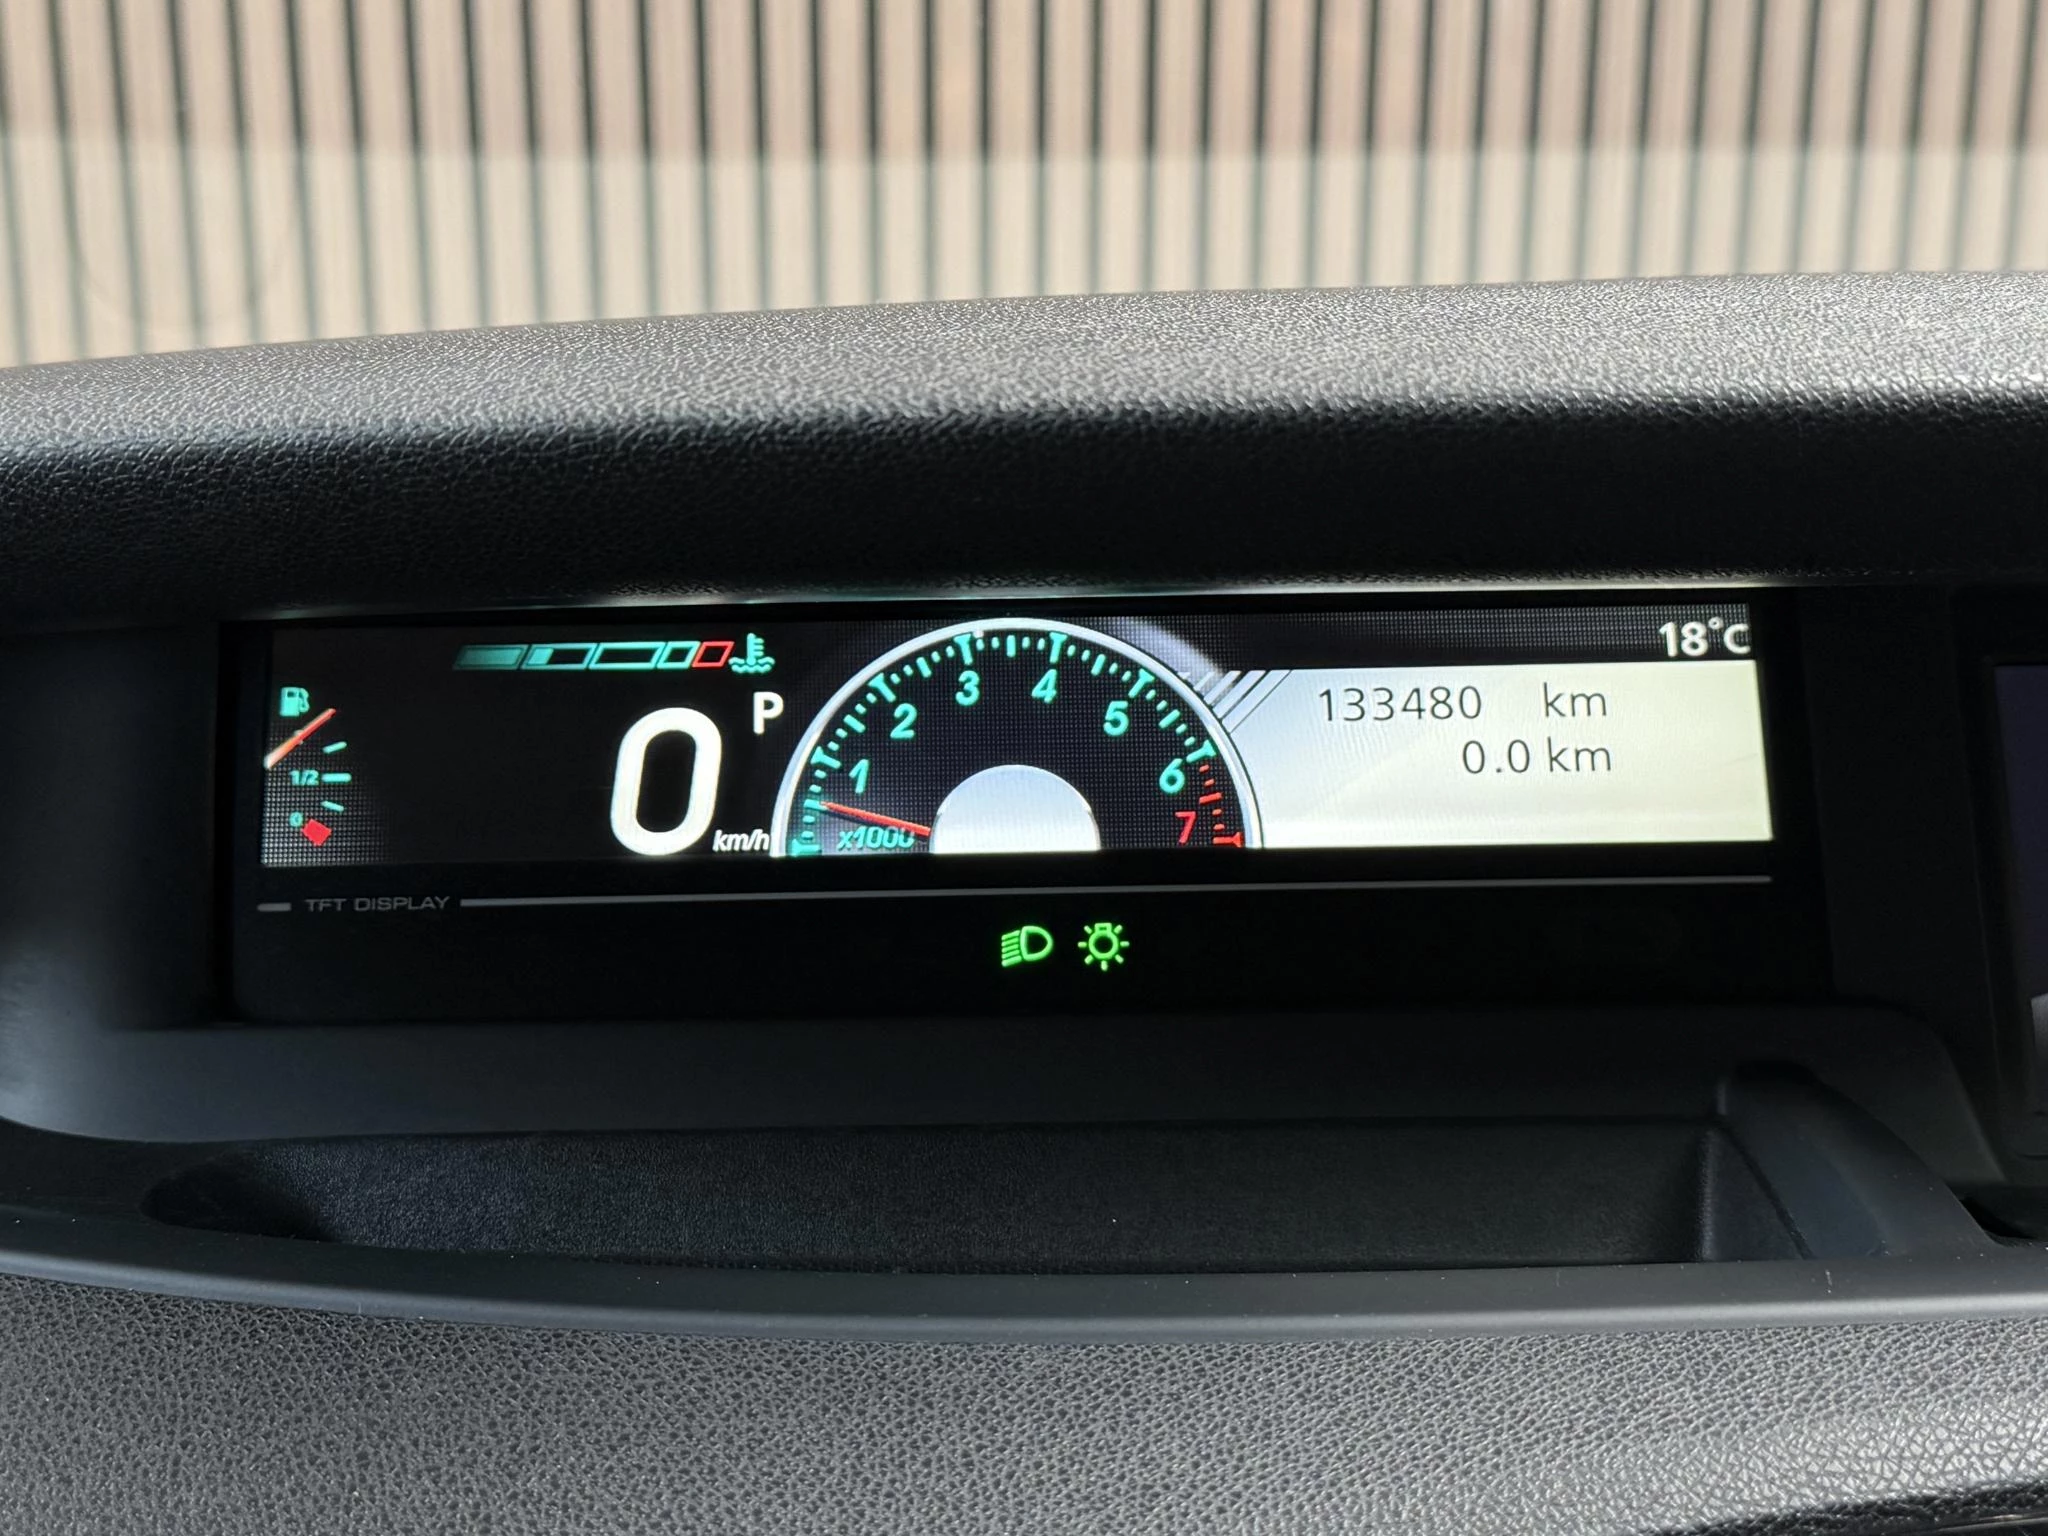 18°C
133480 km
0.0 km
P
0
km/h
1/2
0
1 2 3 4 5 6 7
x1000
TFT DISPLAY